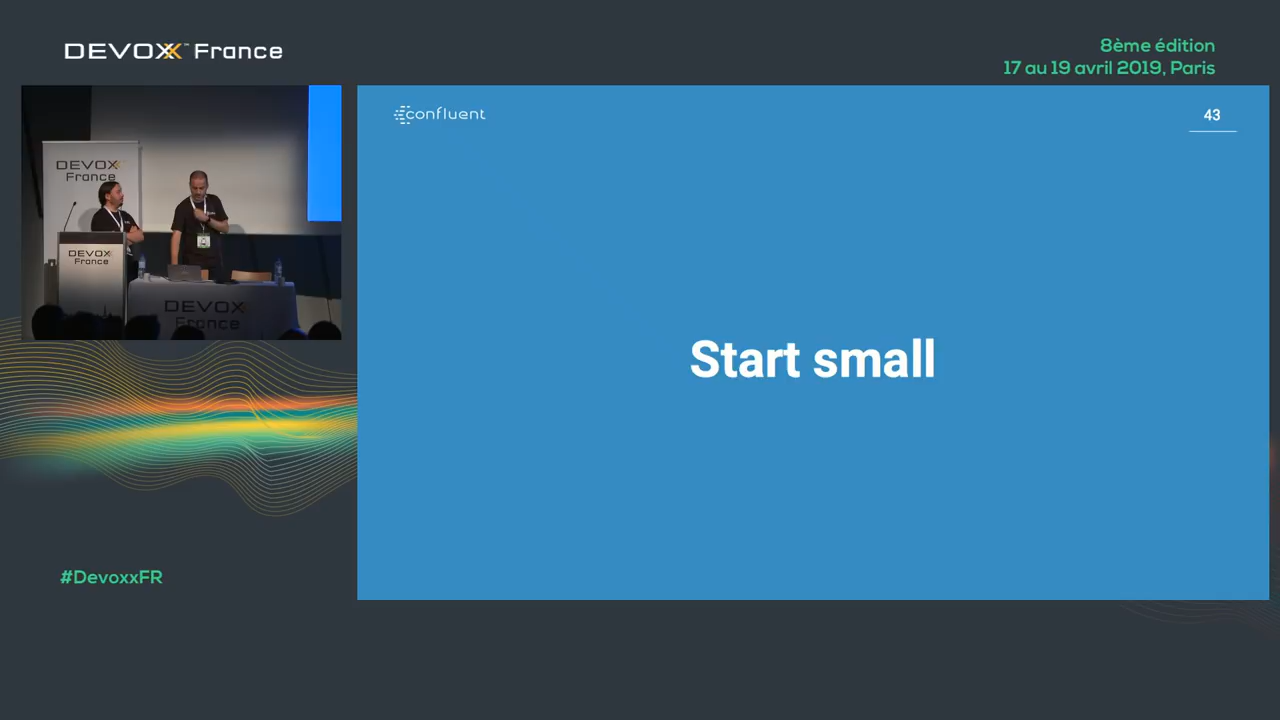 DEVOXX™ France
8ème édition
17 au 19 avril 2019, Paris
confluent
43
DEVOXX
France
DEVOXX
France
DEVOXX
France
Start small
#DevoxxFR